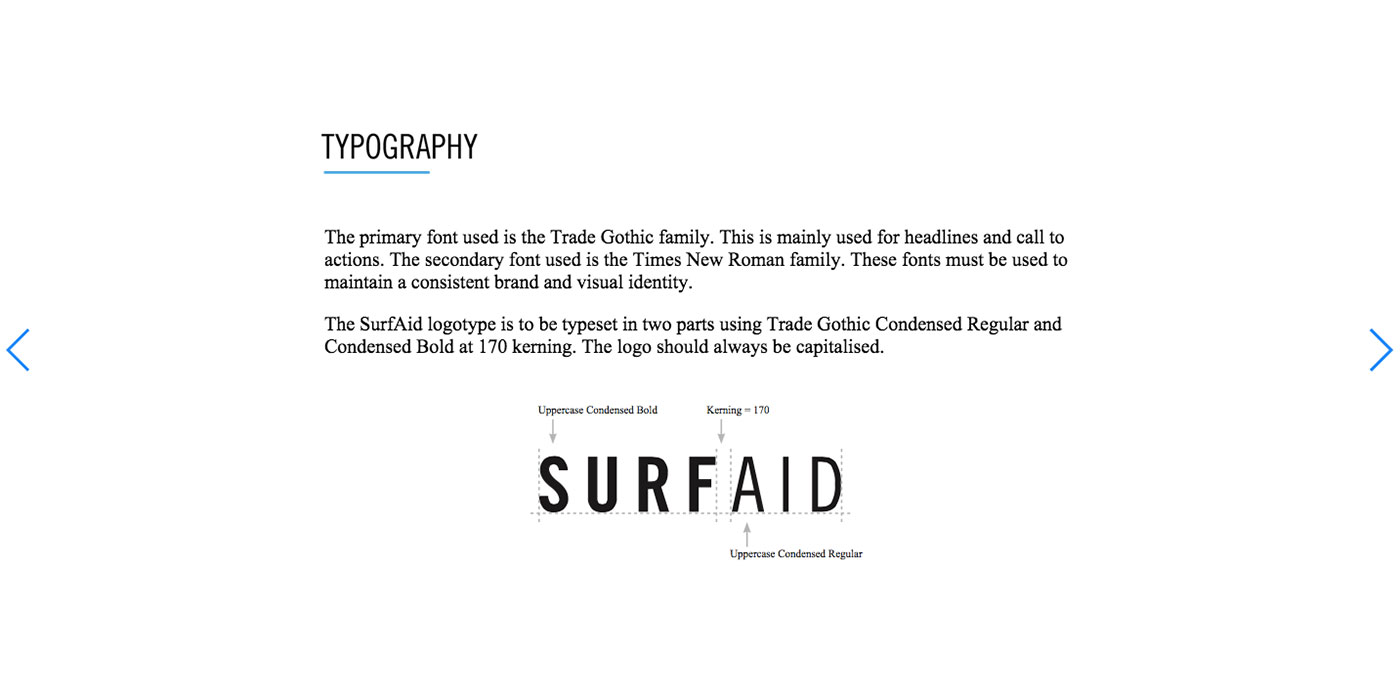 TYPOGRAPHY
The primary font used is the Trade Gothic family. This is mainly used for headlines and call to
actions. The secondary font used is the Times New Roman family. These fonts must be used to
maintain a consistent brand and visual identity.
The SurfAid logotype is to be typeset in two parts using Trade Gothic Condensed Regular and
Condensed Bold at 170 kerning. The logo should always be capitalised.
Uppercase Condensed Bold
Kerning = 170
SURFAID
Uppercase Condensed Regular